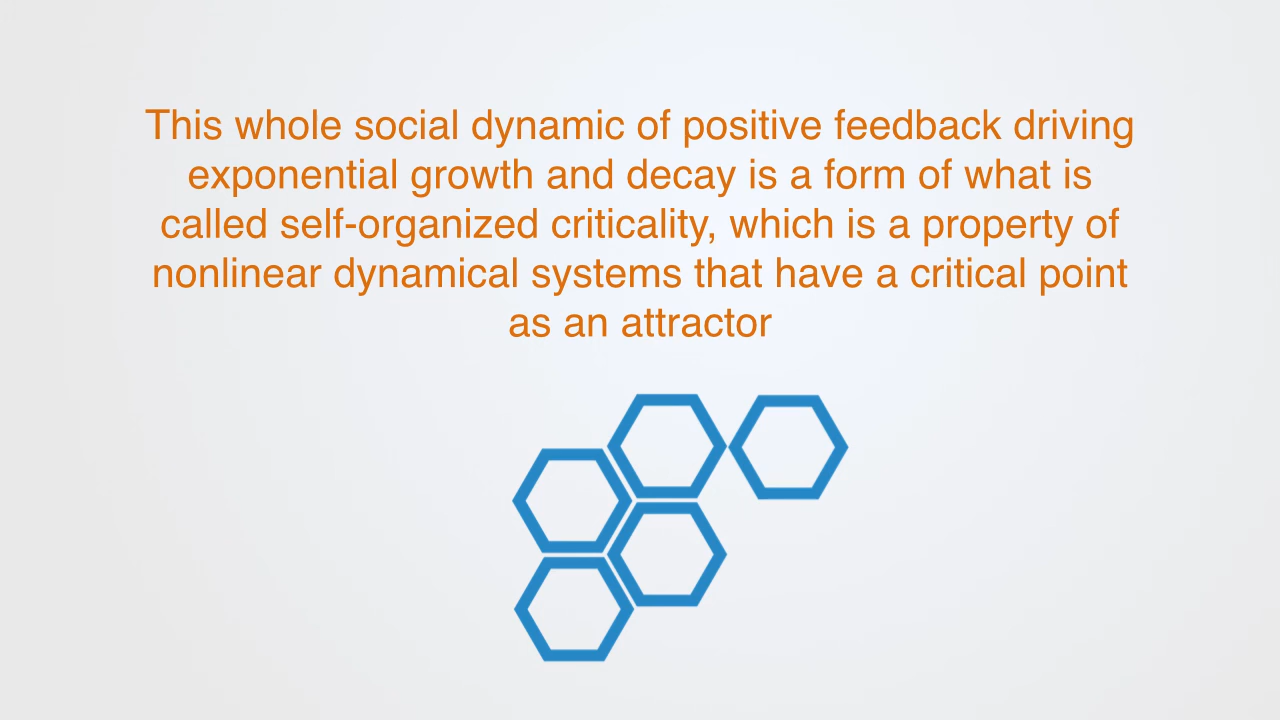 This whole social dynamic of positive feedback driving
exponential growth and decay is a form of what is
called self-organized criticality, which is a property of
nonlinear dynamical systems that have a critical point
as an attractor